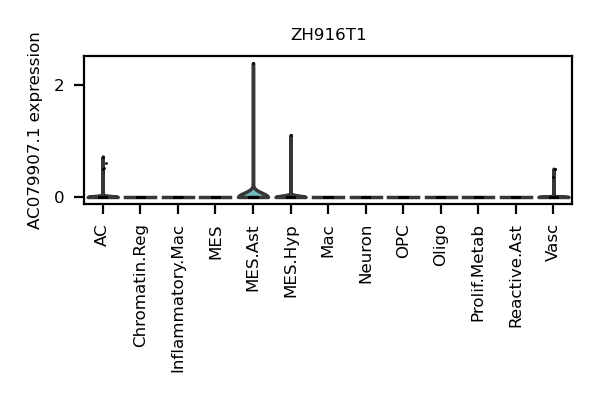 ZH916T1
AC079907.1 expression
2
0
AC
Chromatin.Reg
Inflammatory.Mac
MES
MES.Ast
MES.Hyp
Mac
Neuron
OPC
Oligo
Prolif.Metab
Reactive.Ast
Vasc